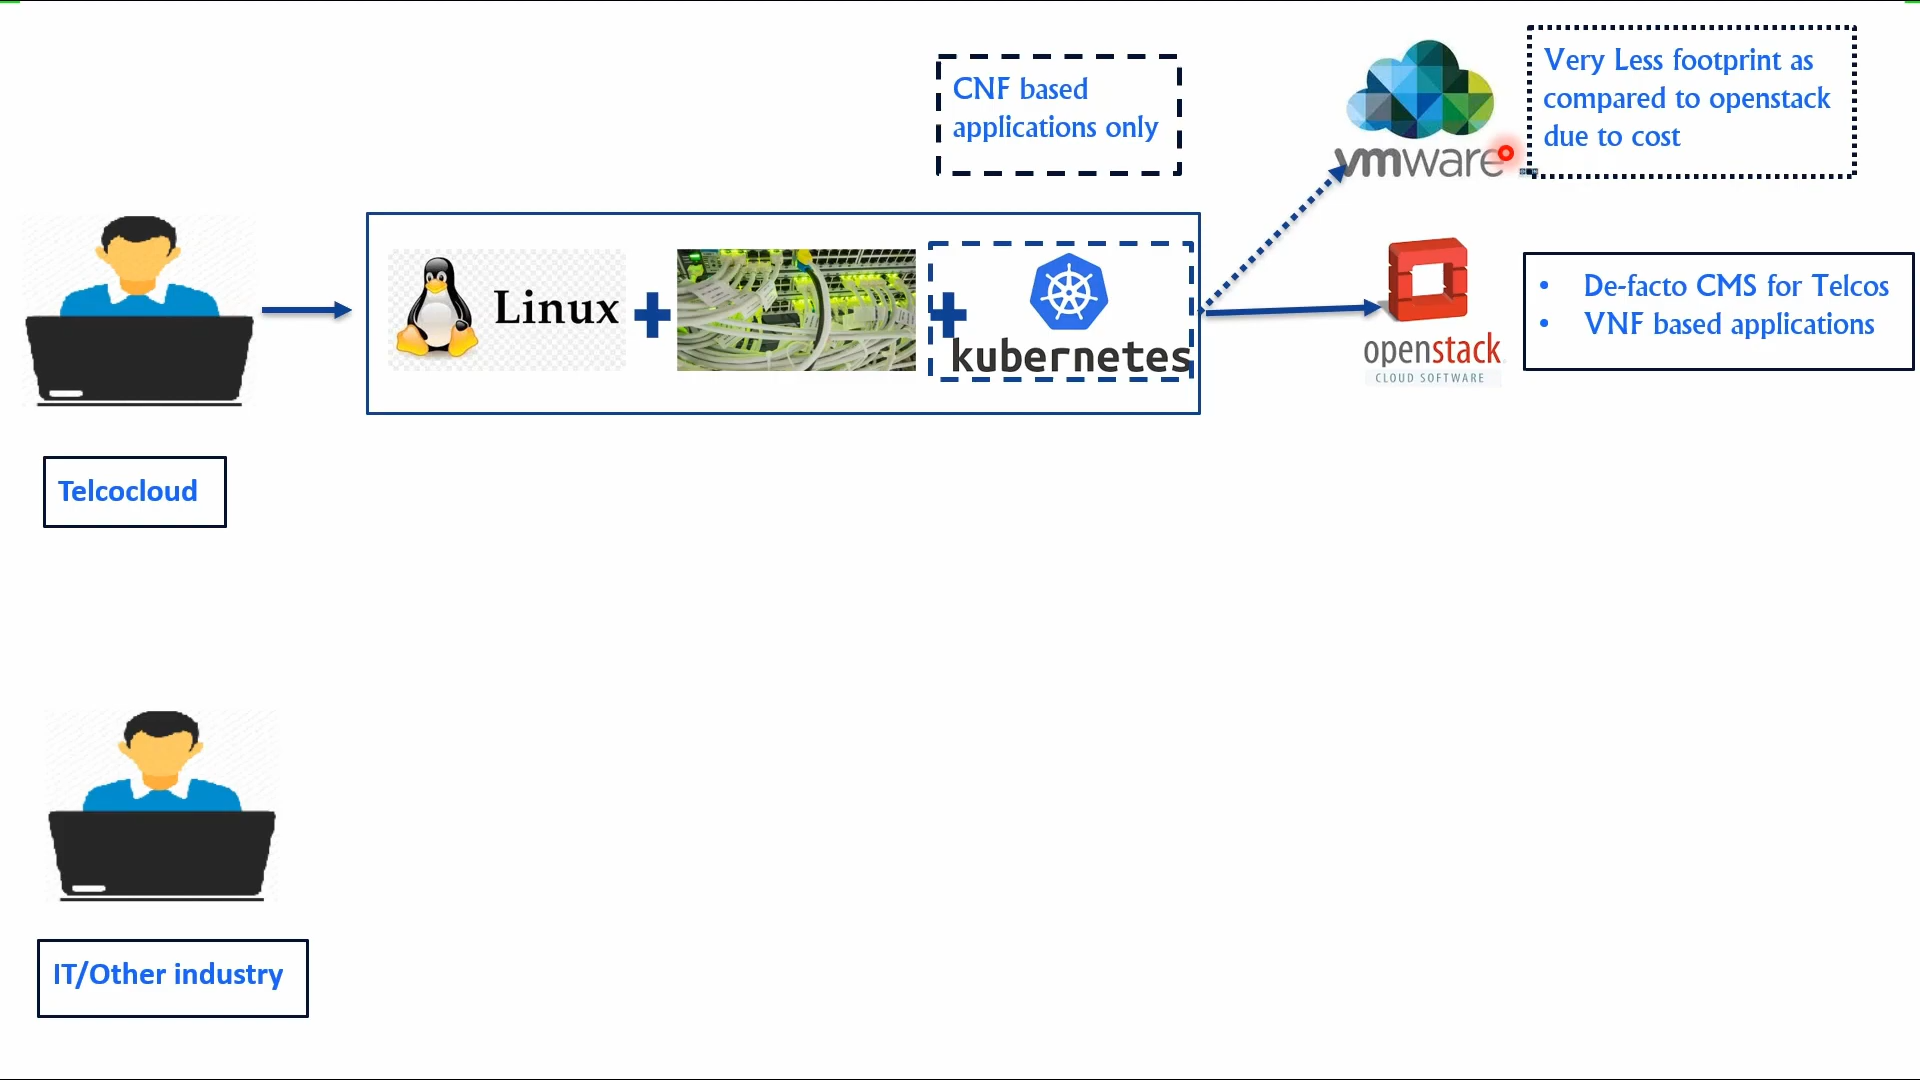 CNF based
applications only
vmware
Very Less footprint as
compared to openstack
due to cost
Linux
kubernetes
openstack
CLOUD SOFTWARE
• De-facto CMS for Telcos
• VNF based applications
Telcocloud
IT/Other industry